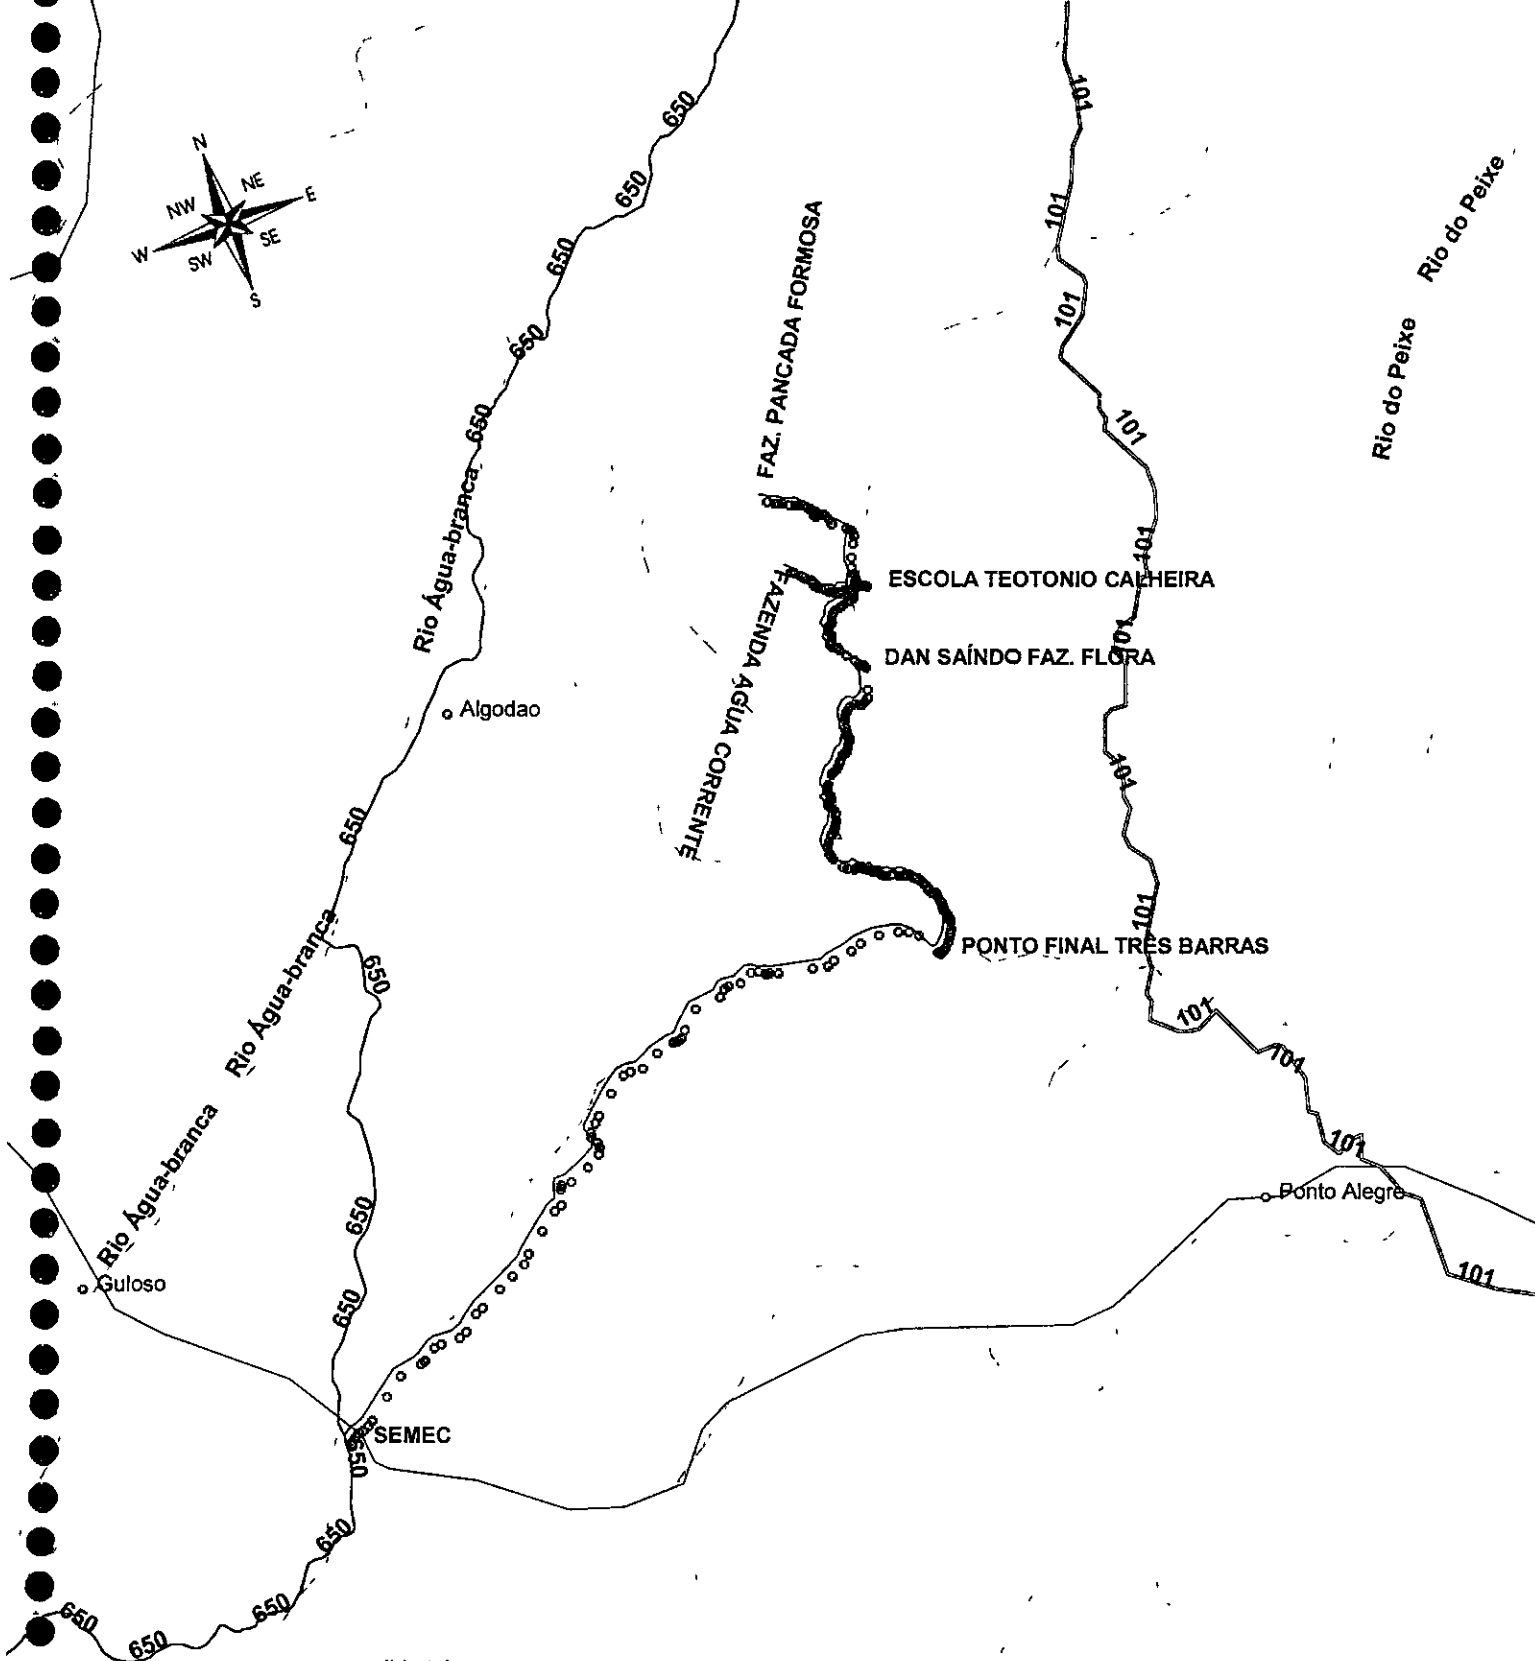 650
101
N
NE
E
NW
SE
W
SW
S
650
101
Rio do Peixe
650
650
101
FAZ. PANCADA FORMOSA
Rio do Peixe
650
101
Rio Água-branca
101
ESCOLA TEOTONIO CALHEIRA
101
DAN SAÍNDO FAZ. FLORA
FAZENDA ÁGUA CORRENTE
Algodao
101
650
101
PONTO FINAL TRÊS BARRAS
Rio Água-branca
650
101
101
101
Rio Água-branca
Ponto Alegre
650
101
Guloso
650
SEMEC
650
650
650
650
650